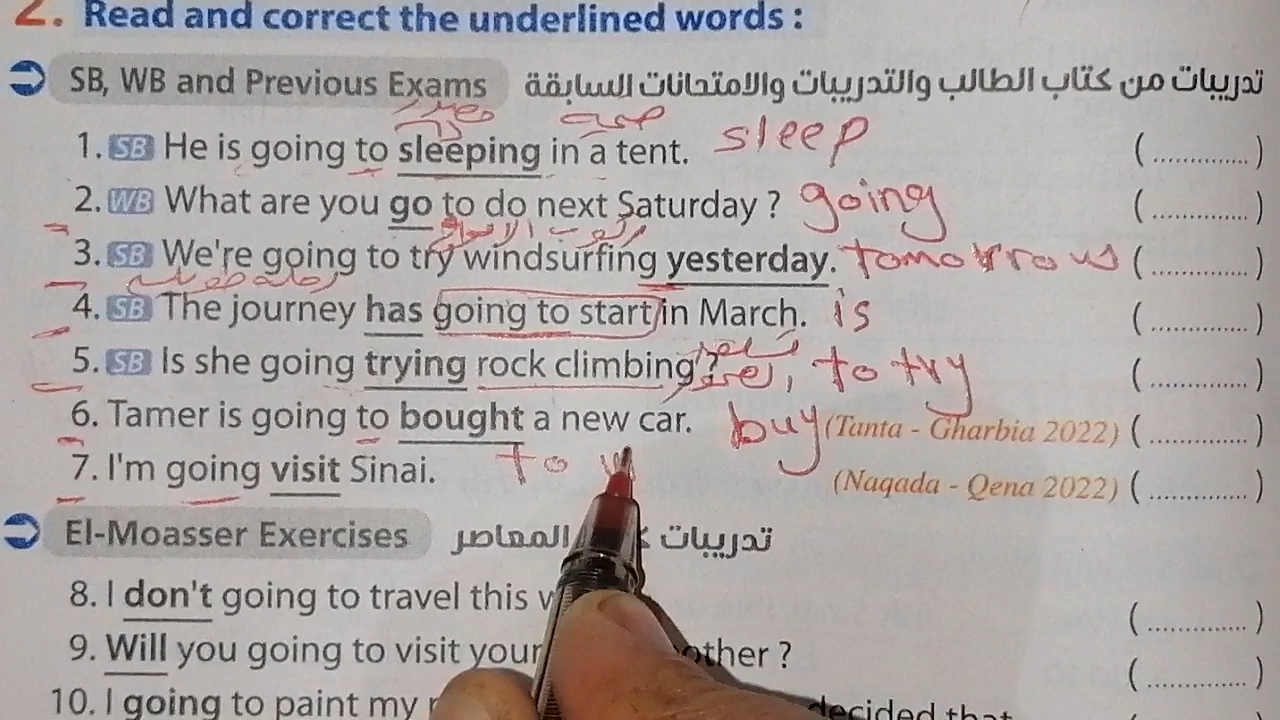 2. Read and correct the underlined words :
SB, WB and Previous Exams تدريبات من كتاب الطالب والتدريبات والامتحانات السابقة
1. SB He is going to sleeping in a tent. sleep (..............)
2. WB What are you go to do next Saturday ? going (..............)
3. SB We're going to try windsurfing yesterday. tomorrow (..............)
4. SB The journey has going to start in March. is (..............)
5. SB Is she going trying rock climbing ? to try (..............)
6. Tamer is going to bought a new car. buy (Tanta - Gharbia 2022) (..............)
7. I'm going visit Sinai. to (Naqada - Qena 2022) (..............)
El-Moasser Exercises تدريبات المعاصر
8. I don't going to travel this (..............)
9. Will you going to visit your ? (..............)
10. I going to paint my decided that